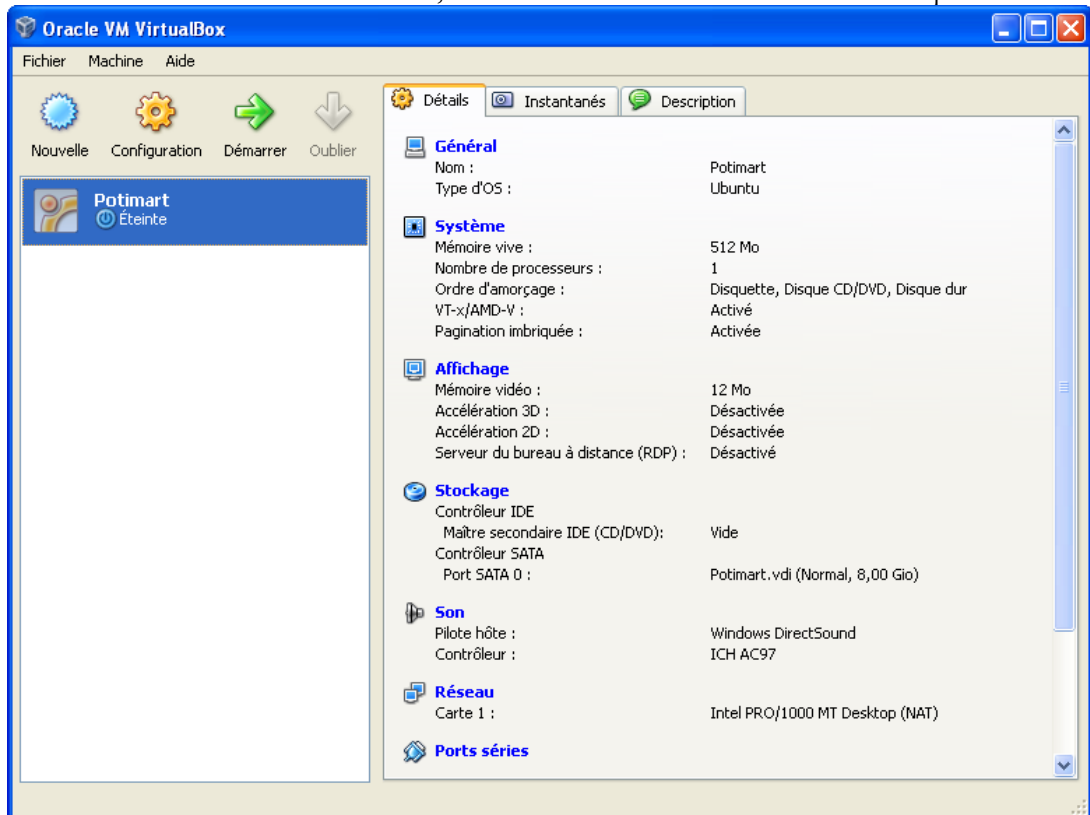 Oracle VM VirtualBox
Fichier Machine Aide
Nouvelle Configuration Démarrer Oublier
Potimart
Éteinte
Détails Instantanés Description
Général
Nom : Potimart
Type d'OS : Ubuntu
Système
Mémoire vive : 512 Mo
Nombre de processeurs : 1
Ordre d'amorçage : Disquette, Disque CD/DVD, Disque dur
VT-x/AMD-V : Activé
Pagination imbriquée : Activée
Affichage
Mémoire vidéo : 12 Mo
Accélération 3D : Désactivée
Accélération 2D : Désactivée
Serveur du bureau à distance (RDP) : Désactivé
Stockage
Contrôleur IDE
Maître secondaire IDE (CD/DVD): Vide
Contrôleur SATA
Port SATA 0 : Potimart.vdi (Normal, 8,00 Gio)
Son
Pilote hôte : Windows DirectSound
Contrôleur : ICH AC97
Réseau
Carte 1 : Intel PRO/1000 MT Desktop (NAT)
Ports séries